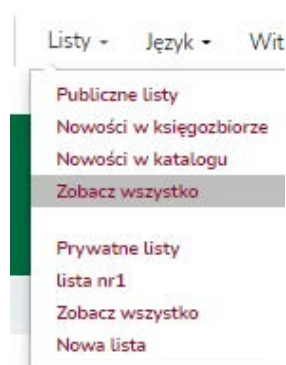 Listy Język Wit
Publiczne listy
Nowości w księgozbiorze
Nowości w katalogu
Zobacz wszystko
Prywatne listy
lista nr1
Zobacz wszystko
Nowa lista